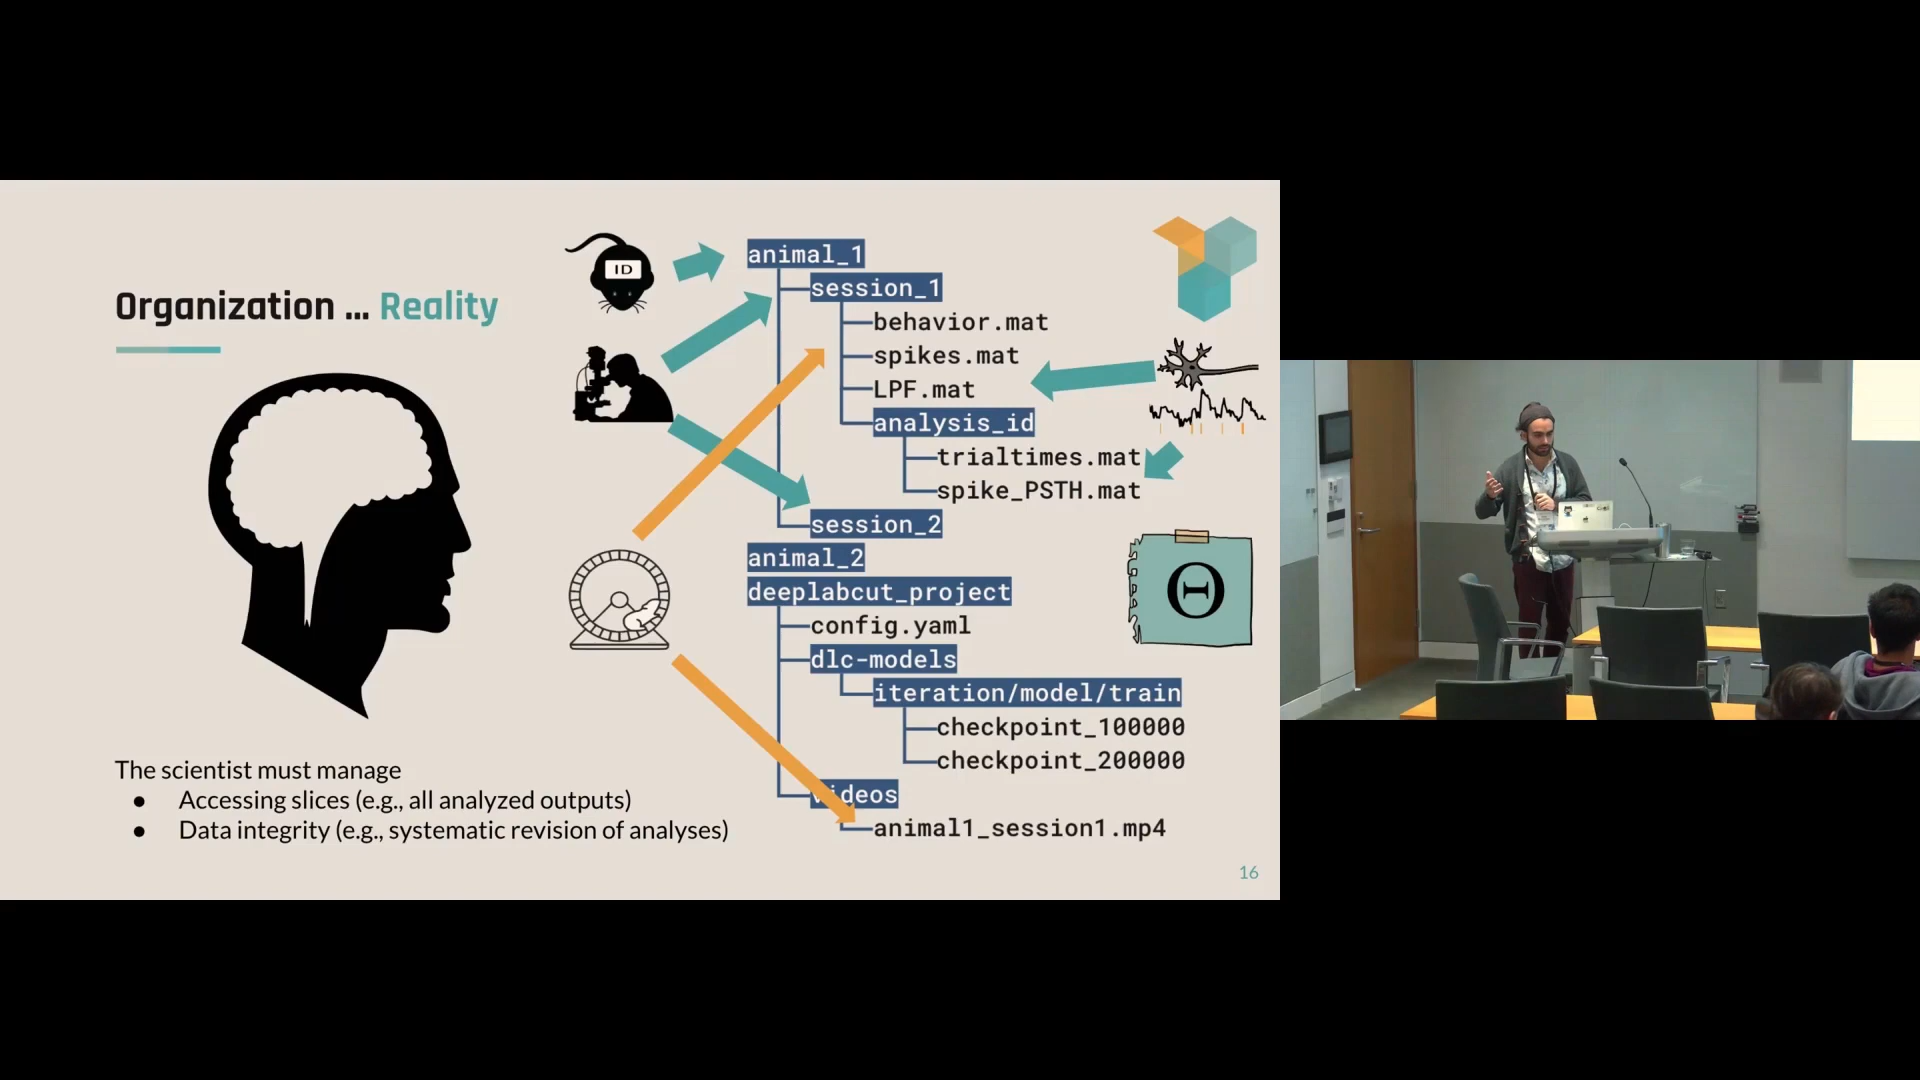 Organization ... Reality
The scientist must manage
● Accessing slices (e.g., all analyzed outputs)
● Data integrity (e.g., systematic revision of analyses)
ID
animal_1
session_1
behavior.mat
spikes.mat
LPF.mat
analysis_id
trialtimes.mat
spike_PSTH.mat
session_2
animal_2
deeplabcut_project
config.yaml
dlc-models
iteration/model/train
checkpoint_100000
checkpoint_200000
videos
animal1_session1.mp4
Θ
16